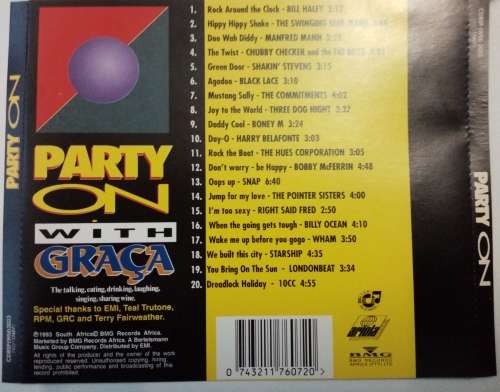 PARTY ON
1. Rock Around the Clock - BILL HALEY
2. Hippy Hippy Shake - THE SWINGING BLUE JEANS
3. Doo Wah Diddy - MANFRED MANN
4. The Twist - CHUBBY CHECKER and the FAT BOYS
5. Green Door - SHAKIN' STEVENS 3:15
6. Agadoo - BLACK LACE 3:10
7. Mustang Sally - THE COMMITMENTS 4:02
8. Joy to the World - THREE DOG NIGHT 3:37
9. Daddy Cool - BONEY M 3:24
10. Day-O - HARRY BELAFONTE 3:03
11. Rock the Boat - THE HUES CORPORATION 3:05
12. Don't worry - be Happy - BOBBY McFERRIN 4:48
13. Oops up - SNAP 6:40
14. Jump for my love - THE POINTER SISTERS 4:00
15. I'm too sexy - RIGHT SAID FRED 2:50
16. When the going gets tough - BILLY OCEAN 4:10
17. Wake me up before you gogo - WHAM 3:50
18. We built this city - STARSHIP 4:35
19. You Bring On The Sun - LONDONBEAT 3:34
20. Dreadlock Holiday - 10CC 4:55
PARTY
ON
WITH
GRAÇA
The talking, eating, drinking, laughing,
singing, sharing wine.
Special thanks to EMI, Teal Trutone,
RPM, GRC and Terry Fairweather.
©1993 South Africa BMG Records Africa.
Marketed by BMG Records Africa. A Bertelsmann
Music Group Company. Distributed by EMI.
All rights of the producer and the owner of the work
reproduced reserved. Unauthorised copying, hiring
lending, public performance and broadcasting of this
record prohibited.
0 743211 760720 >
ariola
BMG
BMG RECORDS AFRICA
PARTY ON